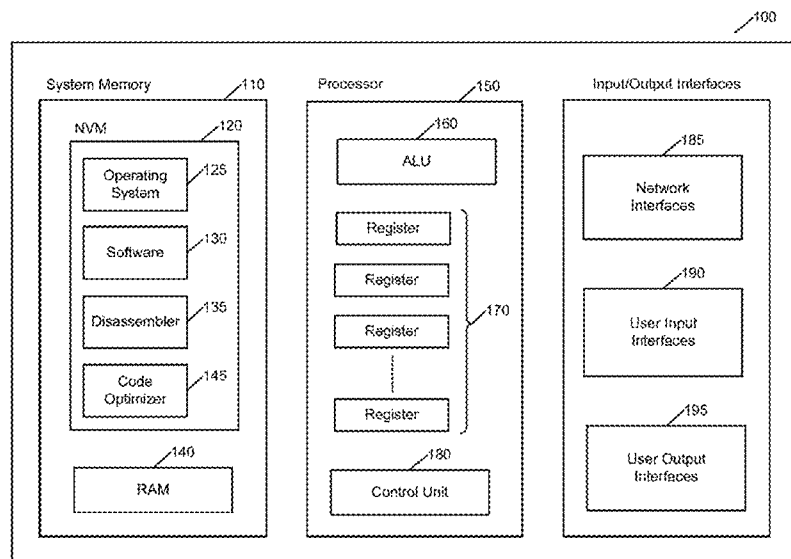 100
System Memory
110
NVM
120
Operating
System
125
Software
130
Disassembler
135
Code
Optimizer
145
140
RAM
Processor
150
160
ALU
Register
Register
Register
Register
170
180
Control Unit
Input/Output Interfaces
185
Network
Interfaces
190
User Input
Interfaces
195
User Output
Interfaces